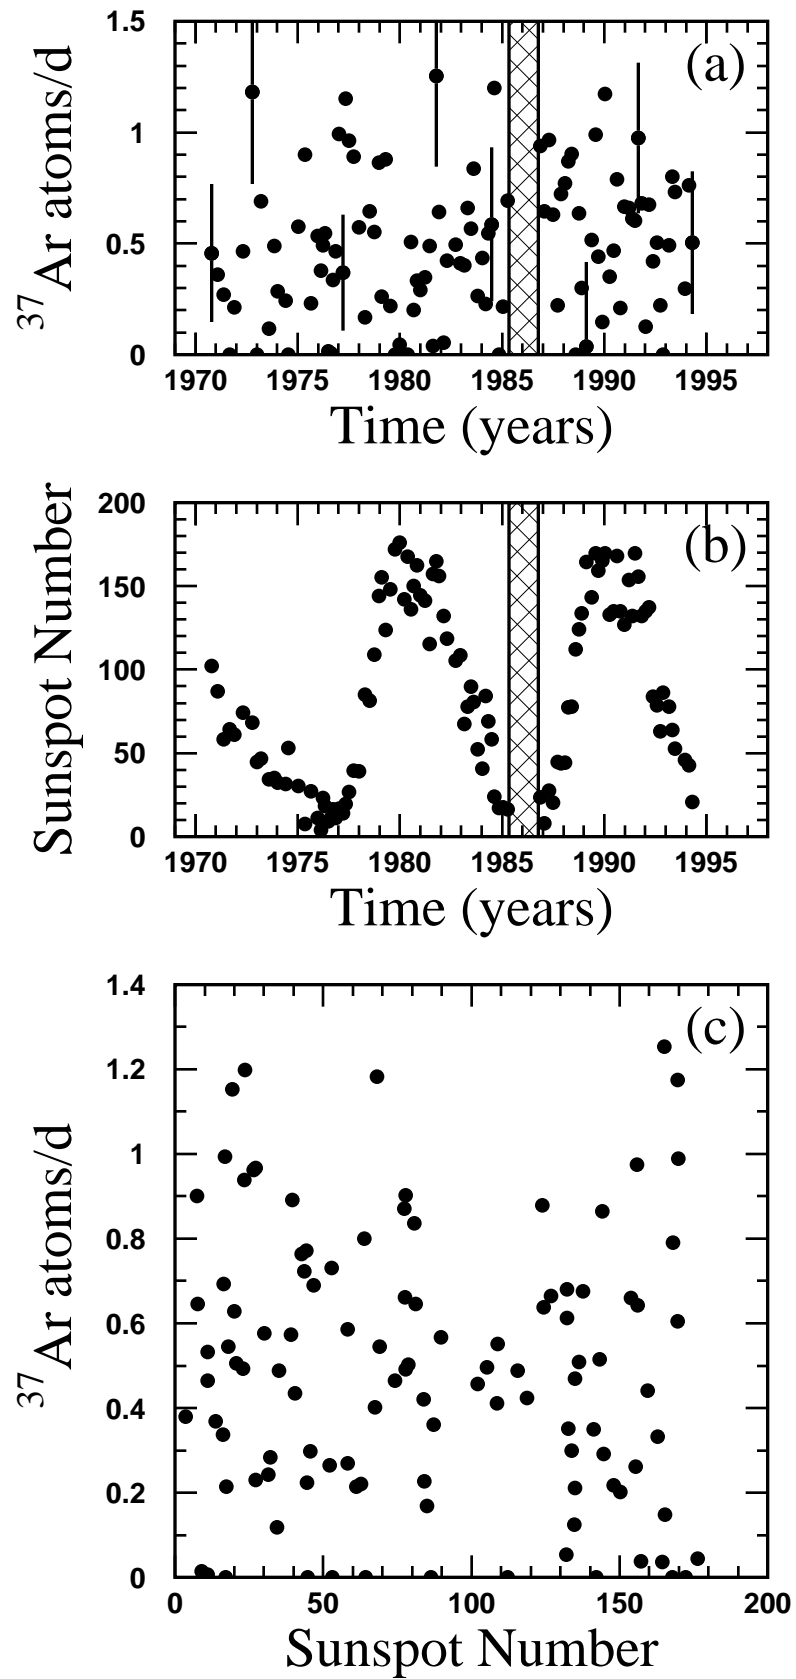 1.5
1
0.5
0
(a)
³⁷Ar atoms/d
1970 1975 1980 1985 1990 1995
Time (years)
200
150
100
50
0
(b)
Sunspot Number
1970 1975 1980 1985 1990 1995
Time (years)
1.4
1.2
1
0.8
0.6
0.4
0.2
0
(c)
³⁷Ar atoms/d
0 50 100 150 200
Sunspot Number